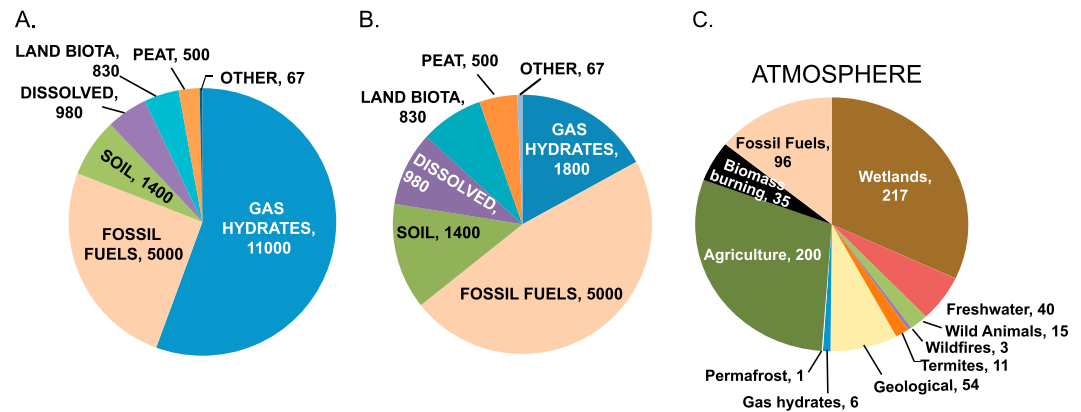 A.
LAND BIOTA,
830
PEAT, 500
OTHER, 67
DISSOLVED,
980
SOIL, 1400
GAS
HYDRATES,
11000
FOSSIL
FUELS, 5000
B.
PEAT, 500
OTHER, 67
LAND BIOTA,
830
GAS
HYDRATES,
1800
DISSOLVED,
980
SOIL, 1400
FOSSIL FUELS, 5000
C.
ATMOSPHERE
Fossil Fuels,
96
Biomass
burning, 35
Wetlands,
217
Agriculture, 200
Freshwater, 40
Wild Animals, 15
Wildfires, 3
Termites, 11
Geological, 54
Permafrost, 1
Gas hydrates, 6